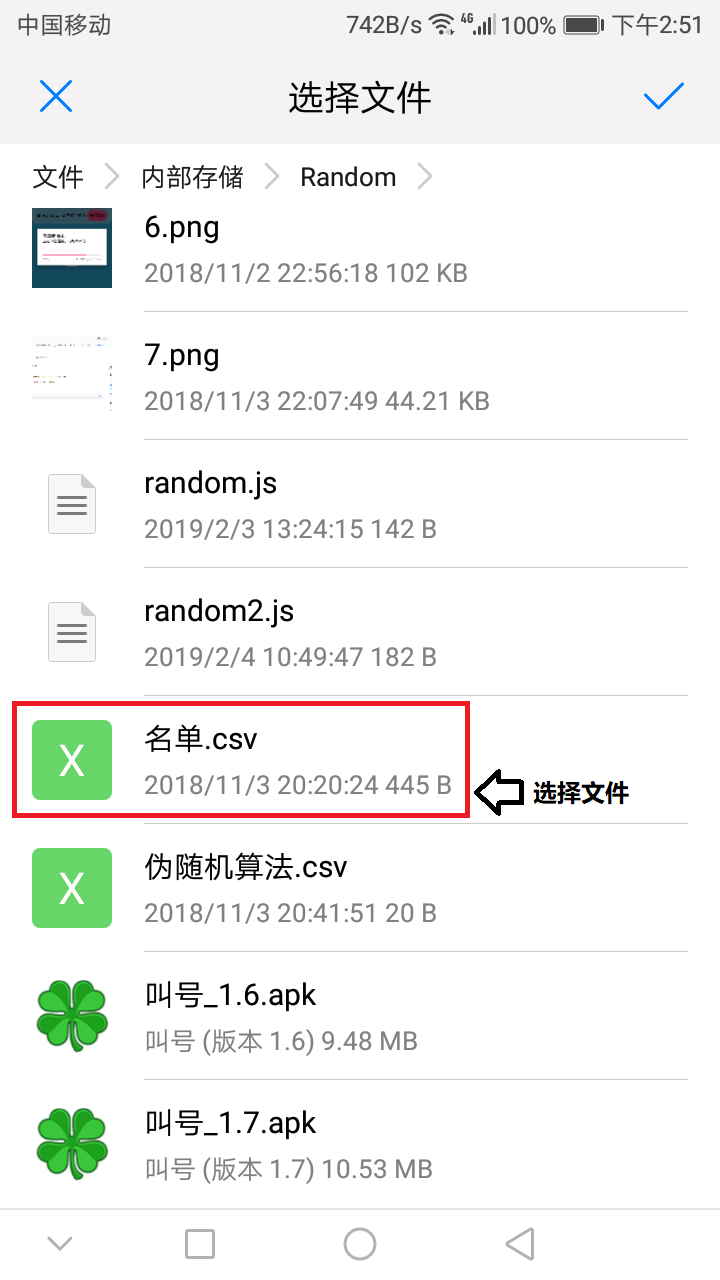 中国移动 742B/s 4G 100% 下午2:51
选择文件
文件 内部存储 Random
6.png
2018/11/2 22:56:18 102 KB
7.png
2018/11/3 22:07:49 44.21 KB
random.js
2019/2/3 13:24:15 142 B
random2.js
2019/2/4 10:49:47 182 B
X
名单.csv
2018/11/3 20:20:24 445 B
选择文件
X
伪随机算法.csv
2018/11/3 20:41:51 20 B
叫号_1.6.apk
叫号 (版本 1.6) 9.48 MB
叫号_1.7.apk
叫号 (版本 1.7) 10.53 MB